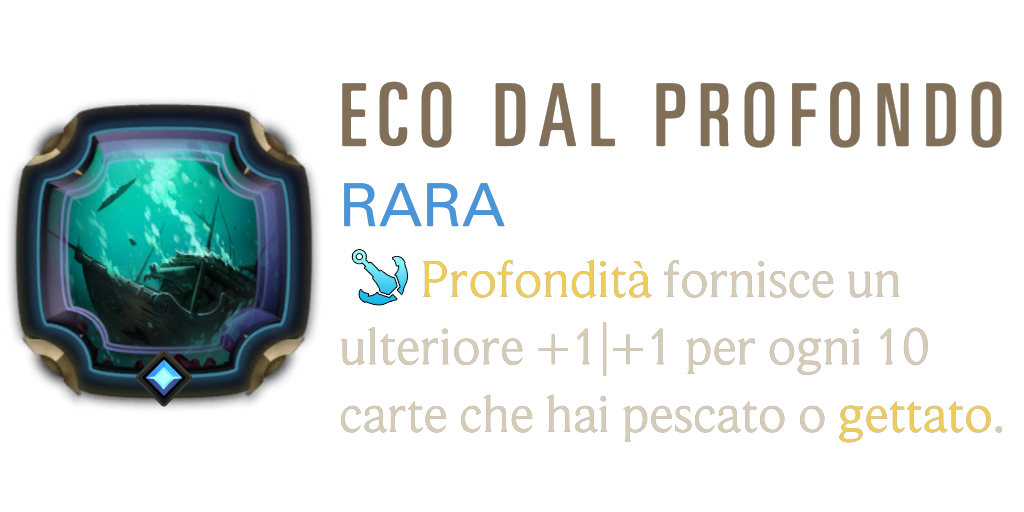 ECO DAL PROFONDO
RARA
Profondità fornisce un
ulteriore +1|+1 per ogni 10
carte che hai pescato o gettato.